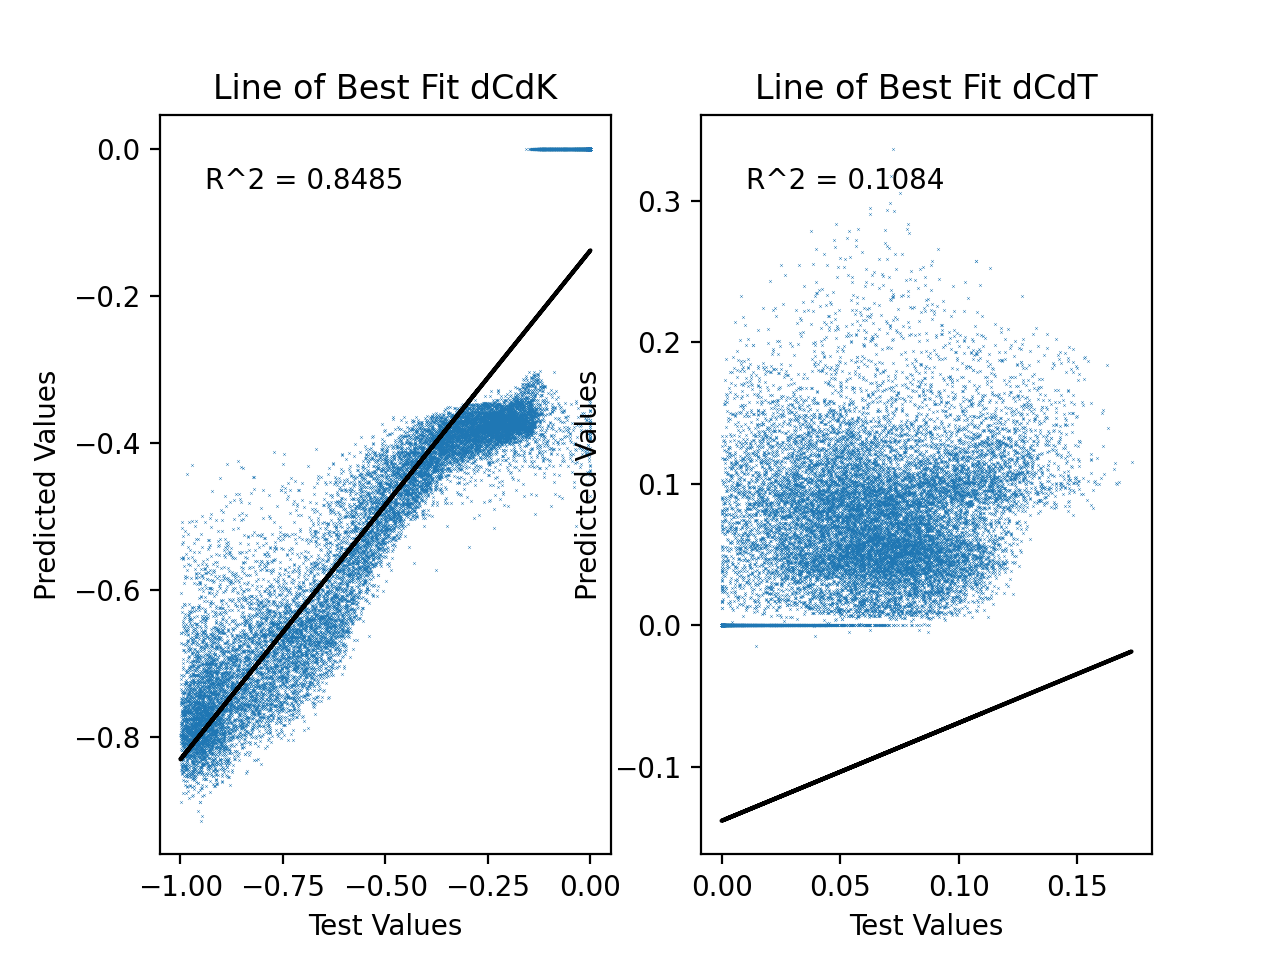 Line of Best Fit dCdK
R^2 = 0.8485
Predicted Values
0.0
−0.2
−0.4
−0.6
−0.8
−1.00 −0.75 −0.50 −0.25 0.00
Test Values
Line of Best Fit dCdT
R^2 = 0.1084
Predicted Values
0.3
0.2
0.1
0.0
−0.1
0.00 0.05 0.10 0.15
Test Values